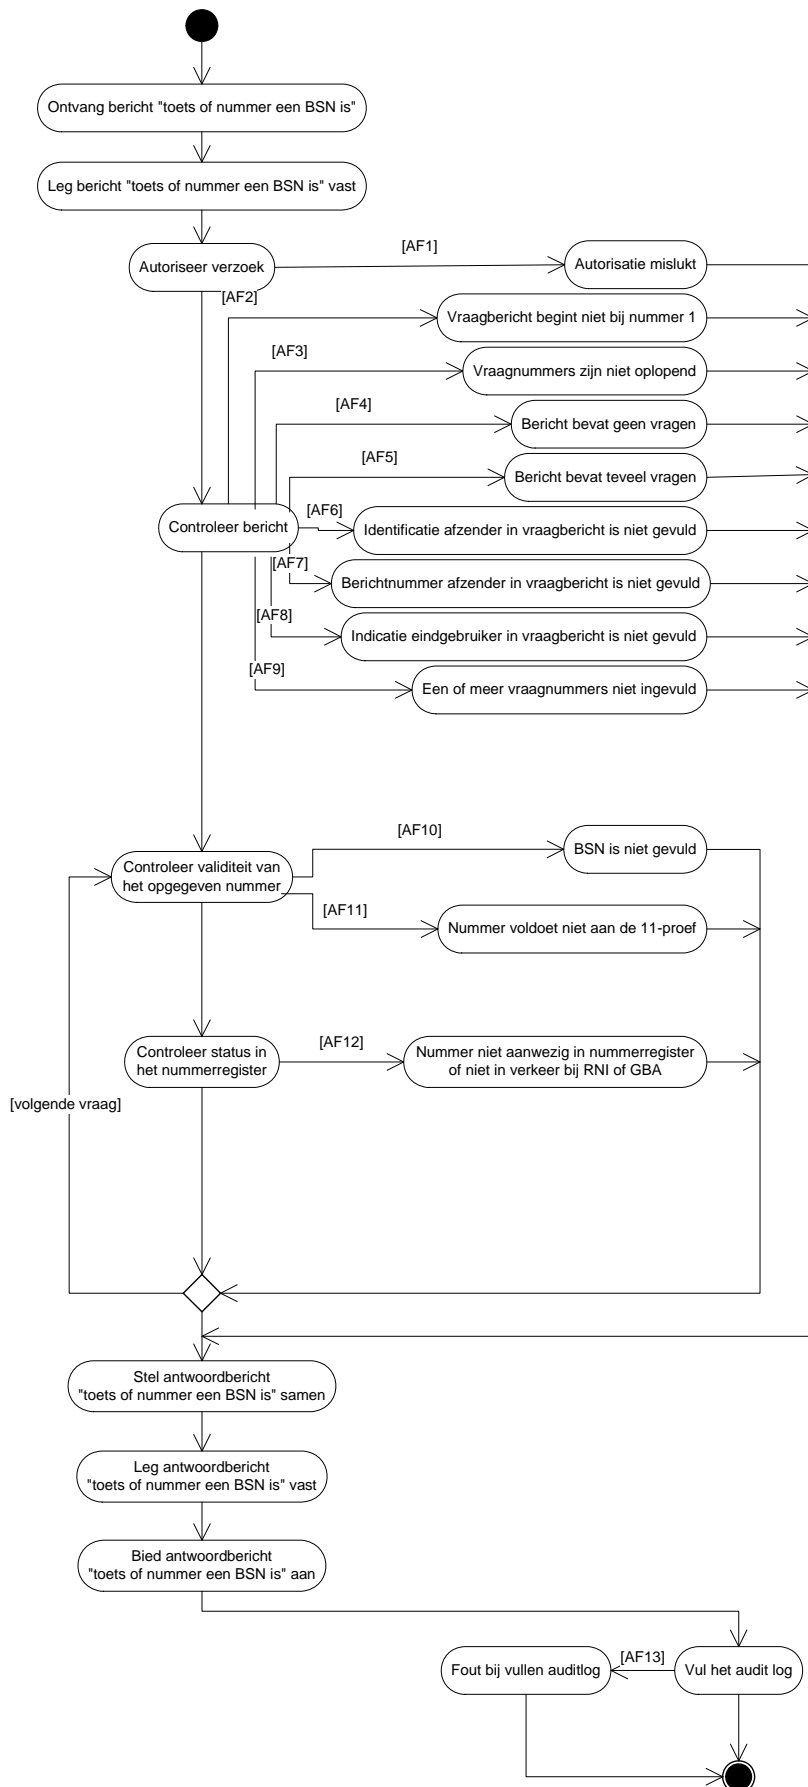 Ontvang bericht "toets of nummer een BSN is"
Leg bericht "toets of nummer een BSN is" vast
Autoriseer verzoek
[AF1]
Autorisatie mislukt
[AF2]
Vraagbericht begint niet bij nummer 1
[AF3]
Vraagnummers zijn niet oplopend
[AF4]
Bericht bevat geen vragen
[AF5]
Bericht bevat teveel vragen
Controleer bericht
[AF6]
Identificatie afzender in vraagbericht is niet gevuld
[AF7]
Berichtnummer afzender in vraagbericht is niet gevuld
[AF8]
Indicatie eindgebruiker in vraagbericht is niet gevuld
[AF9]
Een of meer vraagnummers niet ingevuld
Controleer validiteit van
het opgegeven nummer
[AF10]
BSN is niet gevuld
[AF11]
Nummer voldoet niet aan de 11-proef
Controleer status in
het nummerregister
[AF12]
Nummer niet aanwezig in nummerregister
of niet in verkeer bij RNI of GBA
[volgende vraag]
Stel antwoordbericht
"toets of nummer een BSN is" samen
Leg antwoordbericht
"toets of nummer een BSN is" vast
Bied antwoordbericht
"toets of nummer een BSN is" aan
Fout bij vullen auditlog
[AF13]
Vul het audit log